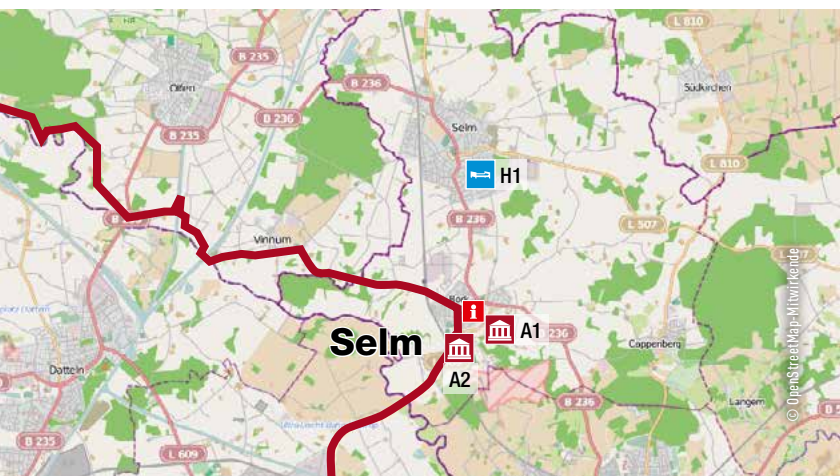 L 810
B 235
Olfen
B 236
Südkirchen
B 236
Selm
B 235
L 810
H1
B 236
L 507
Vinnum
Bork
i
A1
236
Selm
Cappenberg
A2
Datteln
B 236
Langern
B 235
L 609
© OpenStreetMap-Mitwirkende